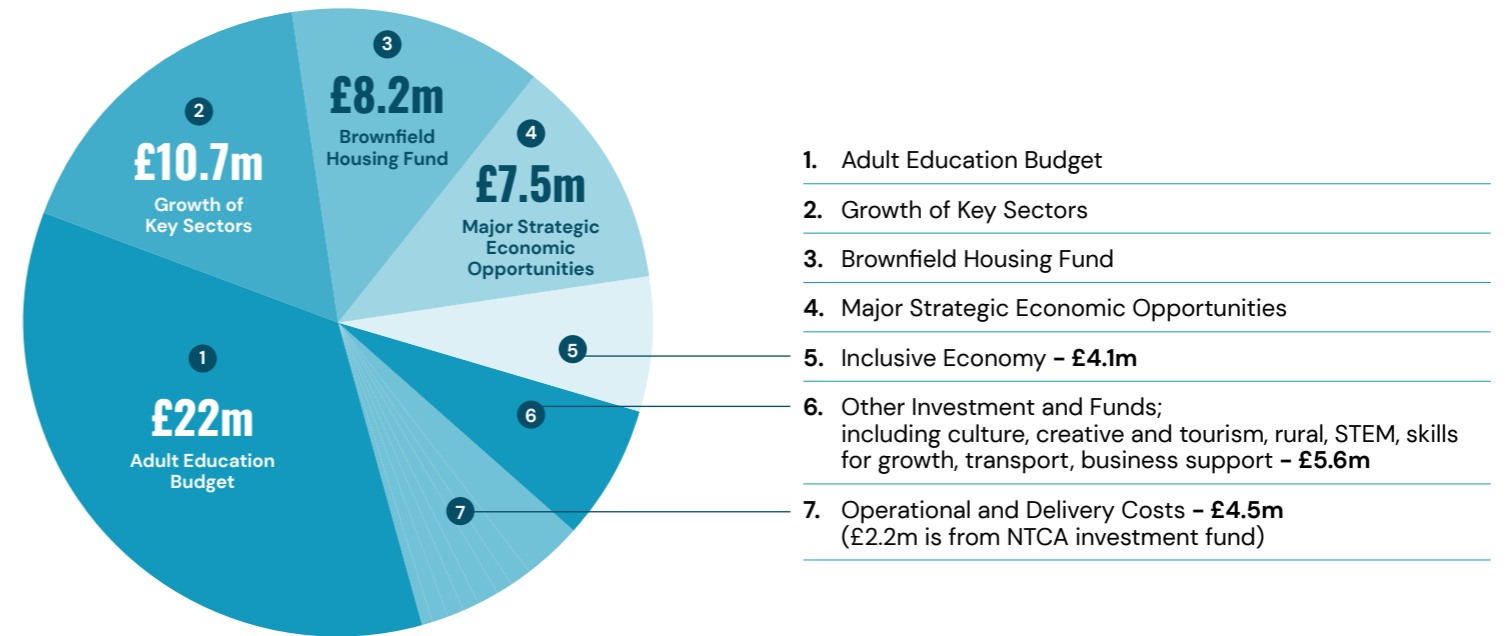 3
£8.2m
Brownfield
Housing Fund
2
£10.7m
Growth of
Key Sectors
4
£7.5m
Major Strategic
Economic
Opportunities
1
£22m
Adult Education
Budget
5
6
7
1. Adult Education Budget
2. Growth of Key Sectors
3. Brownfield Housing Fund
4. Major Strategic Economic Opportunities
5. Inclusive Economy – £4.1m
6. Other Investment and Funds;
including culture, creative and tourism, rural, STEM, skills
for growth, transport, business support – £5.6m
7. Operational and Delivery Costs – £4.5m
(£2.2m is from NTCA investment fund)